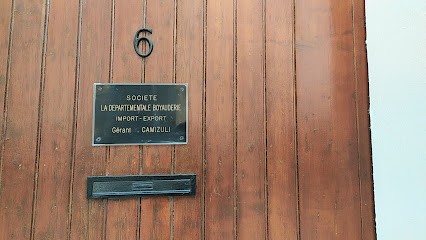 6
SOCIETE
LA DEPARTEMENTALE BOYAUDERIE
IMPORT-EXPORT
Gérant . CAMIZULI